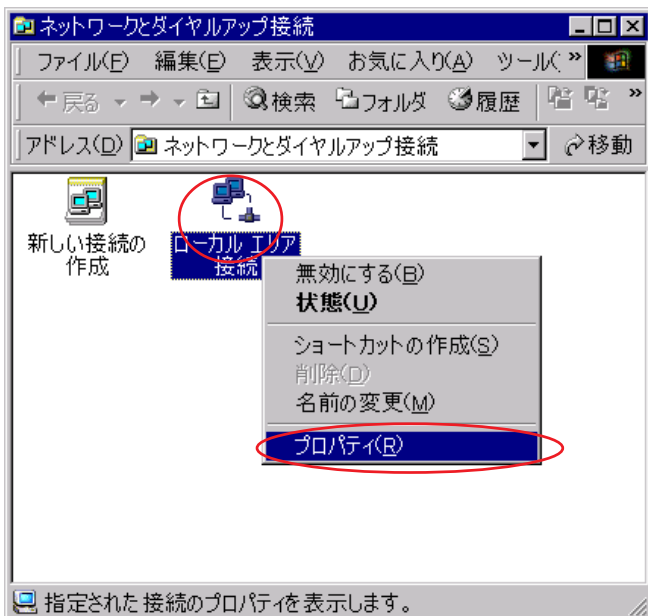 ネットワークとダイヤルアップ接続
ファイル(F) 編集(E) 表示(V) お気に入り(A) ツール( »
戻る 検索 フォルダ 履歴 »
アドレス(D) ネットワークとダイヤルアップ接続 移動
新しい接続の
作成
ローカル エリア
接続
無効にする(B)
状態(U)
ショートカットの作成(S)
削除(D)
名前の変更(M)
プロパティ(R)
指定された接続のプロパティを表示します。